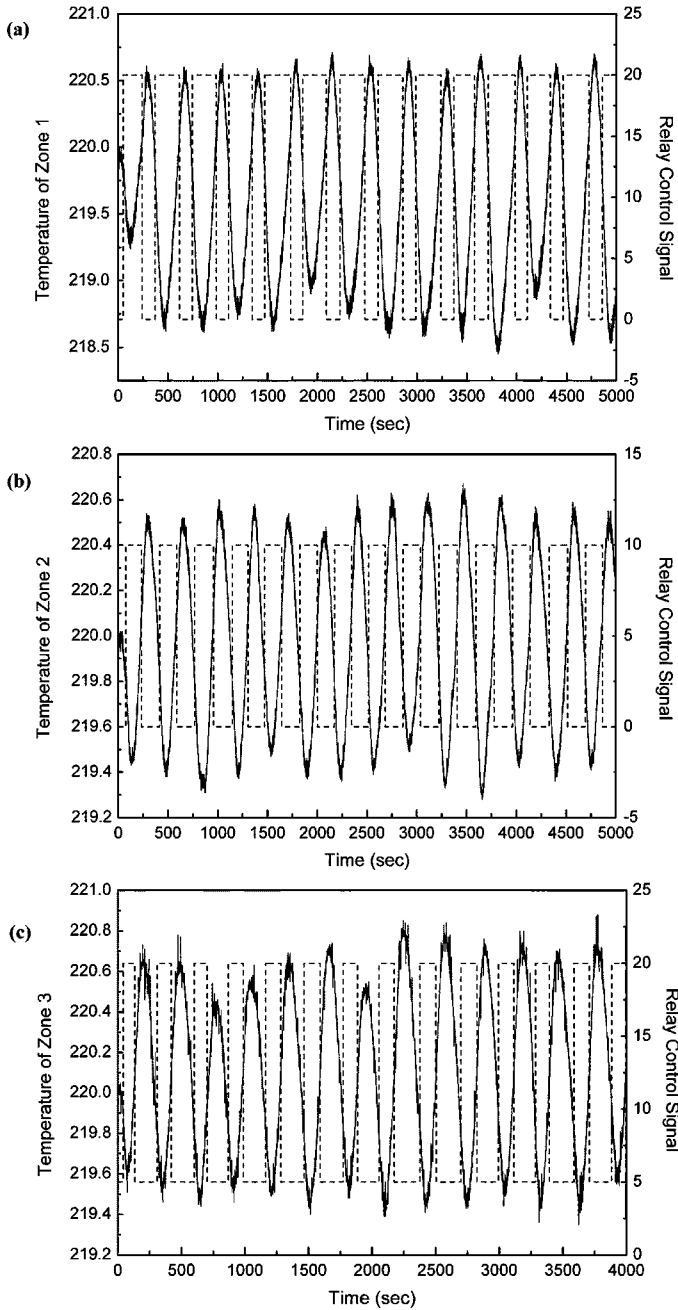 (a)
221.0
220.5
220.0
219.5
219.0
218.5
Temperature of Zone 1
25
20
15
10
5
0
-5
Relay Control Signal
0 500 1000 1500 2000 2500 3000 3500 4000 4500 5000
Time (sec)
(b)
220.8
220.6
220.4
220.2
220.0
219.8
219.6
219.4
219.2
Temperature of Zone 2
15
10
5
0
-5
Relay Control Signal
0 500 1000 1500 2000 2500 3000 3500 4000 4500 5000
Time (sec)
(c)
221.0
220.8
220.6
220.4
220.2
220.0
219.8
219.6
219.4
219.2
Temperature of Zone 3
25
20
15
10
5
0
Relay Control Signal
0 500 1000 1500 2000 2500 3000 3500 4000
Time (sec)